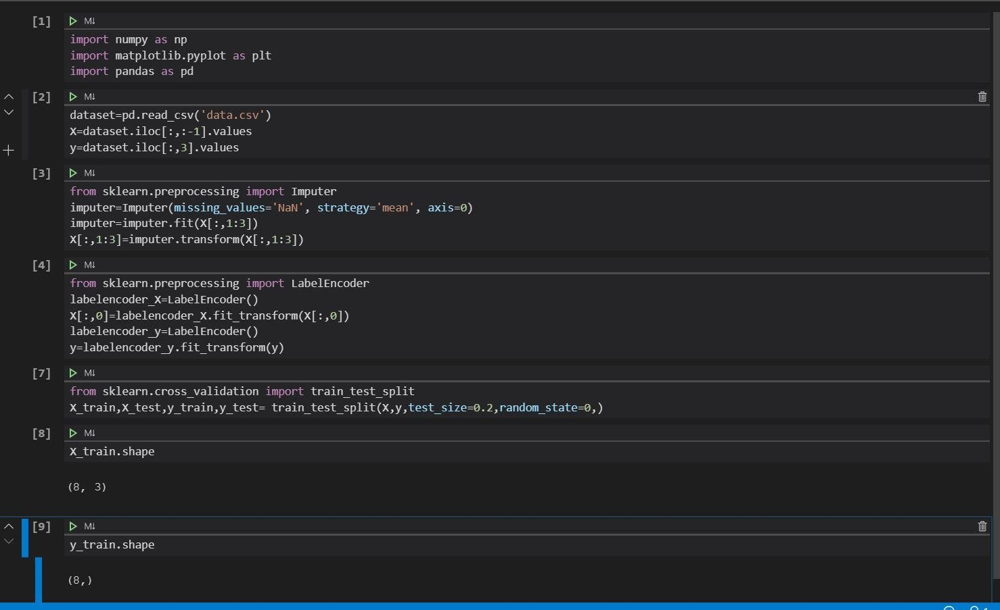 [1] M↓
import numpy as np
import matplotlib.pyplot as plt
import pandas as pd
[2] M↓
dataset=pd.read_csv('data.csv')
X=dataset.iloc[:,:-1].values
y=dataset.iloc[:,3].values
[3] M↓
from sklearn.preprocessing import Imputer
imputer=Imputer(missing_values='NaN', strategy='mean', axis=0)
imputer=imputer.fit(X[:,1:3])
X[:,1:3]=imputer.transform(X[:,1:3])
[4] M↓
from sklearn.preprocessing import LabelEncoder
labelencoder_X=LabelEncoder()
X[:,0]=labelencoder_X.fit_transform(X[:,0])
labelencoder_y=LabelEncoder()
y=labelencoder_y.fit_transform(y)
[7] M↓
from sklearn.cross_validation import train_test_split
X_train,X_test,y_train,y_test= train_test_split(X,y,test_size=0.2,random_state=0,)
[8] M↓
X_train.shape
(8, 3)
[9] M↓
y_train.shape
(8,)